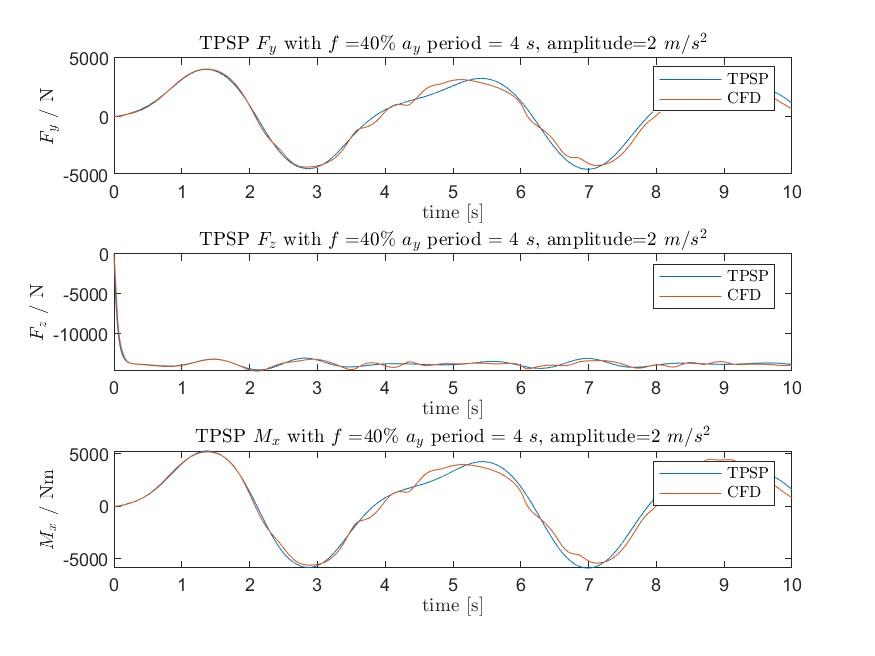 TPSP F_y with f =40% a_y period = 4 s, amplitude=2 m/s²
5000
0
-5000
F_y / N
TPSP
CFD
0 1 2 3 4 5 6 7 8 9 10
time [s]
TPSP F_z with f =40% a_y period = 4 s, amplitude=2 m/s²
0
-5000
-10000
F_z / N
TPSP
CFD
0 1 2 3 4 5 6 7 8 9 10
time [s]
TPSP M_x with f =40% a_y period = 4 s, amplitude=2 m/s²
5000
0
-5000
M_x / Nm
TPSP
CFD
0 1 2 3 4 5 6 7 8 9 10
time [s]